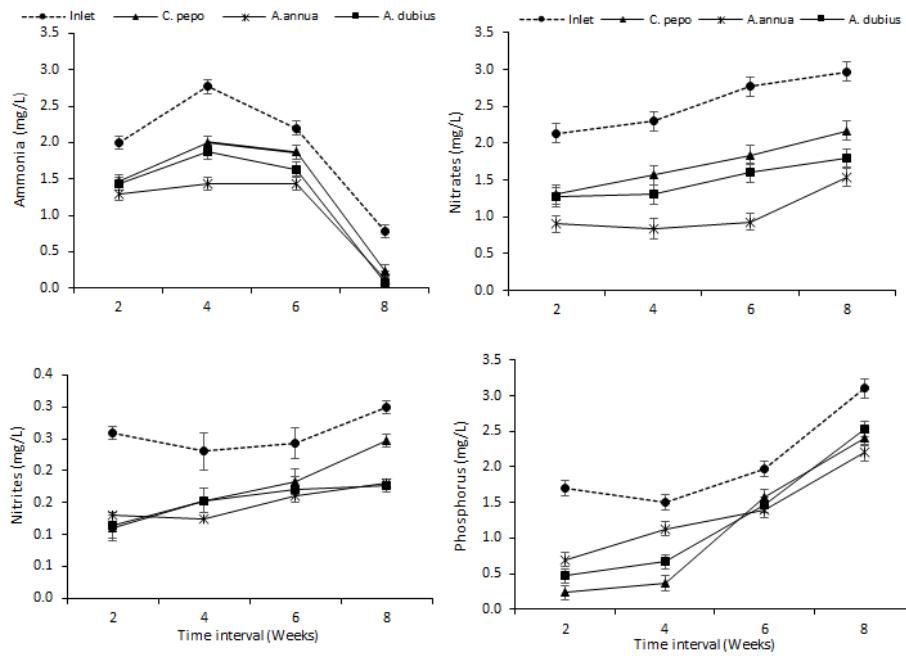 Inlet C. pepo A.annua A. dubius
Inlet C. pepo A.annua A. dubius
Ammonia (mg/L)
3.5
3.0
2.5
2.0
1.5
1.0
0.5
0.0
2 4 6 8
Nitrates (mg/L)
3.5
3.0
2.5
2.0
1.5
1.0
0.5
0.0
2 4 6 8
Nitrites (mg/L)
0.4
0.3
0.3
0.2
0.2
0.1
0.1
0.0
2 4 6 8
Time interval (Weeks)
Phosphorus (mg/L)
3.5
3.0
2.5
2.0
1.5
1.0
0.5
0.0
2 4 6 8
Time interval (Weeks)